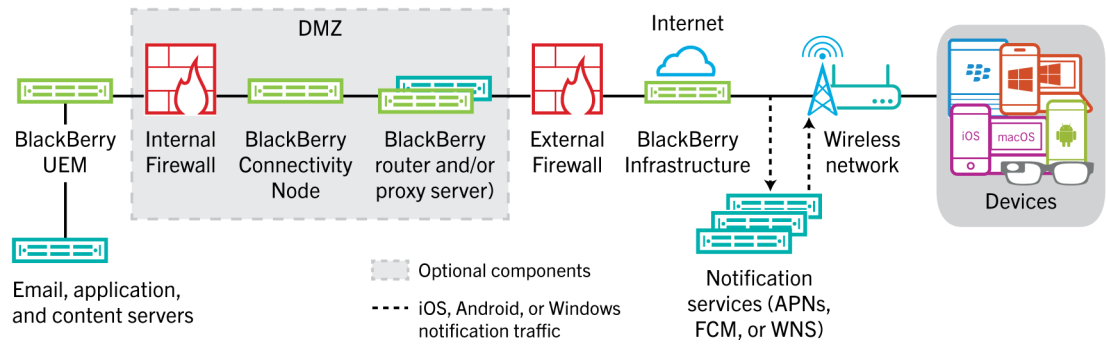 DMZ
Internet
BlackBerry
UEM
Internal
Firewall
BlackBerry
Connectivity
Node
BlackBerry
router and/or
proxy server)
External
Firewall
BlackBerry
Infrastructure
Wireless
network
iOS
macOS
Devices
Email, application,
and content servers
Optional components
iOS, Android, or Windows
notification traffic
Notification
services (APNs,
FCM, or WNS)